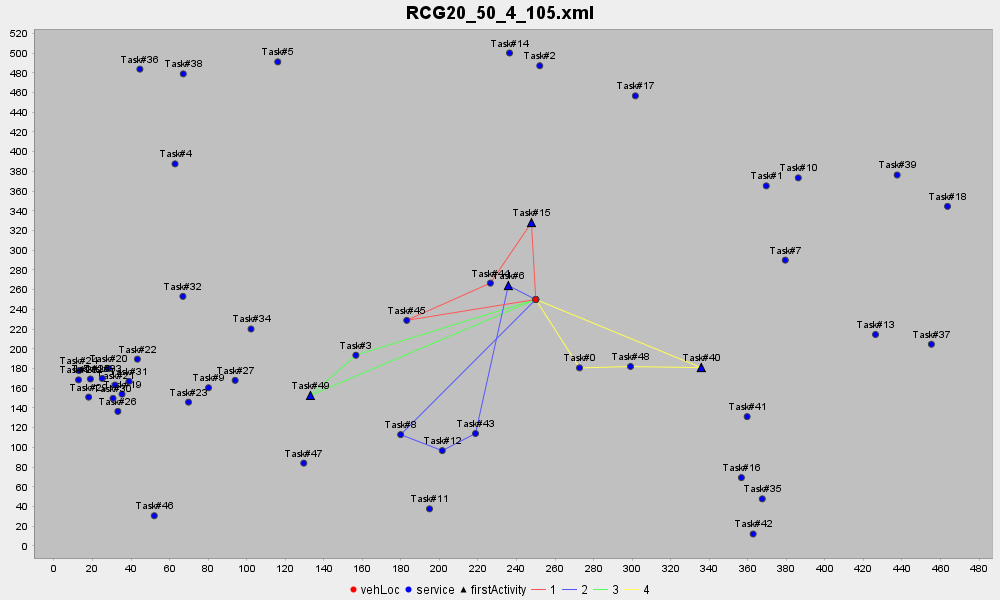 RCG20_50_4_105.xml
520
500
480
460
440
420
400
380
360
340
320
300
280
260
240
220
200
180
160
140
120
100
80
60
40
20
0
Task#14
Task#2
Task#5
Task#36
Task#38
Task#17
Task#4
Task#1
Task#10
Task#39
Task#18
Task#15
Task#7
Task#6
Task#32
Task#45
Task#34
Task#13
Task#37
Task#3
Task#22
Task#20
Task#0
Task#48
Task#40
Task#31
Task#9
Task#27
Task#49
Task#23
Task#26
Task#41
Task#8
Task#43
Task#12
Task#47
Task#16
Task#35
Task#11
Task#46
Task#42
0 20 40 60 80 100 120 140 160 180 200 220 240 260 280 300 320 340 360 380 400 420 440 460 480
vehLoc service firstActivity 1 2 3 4